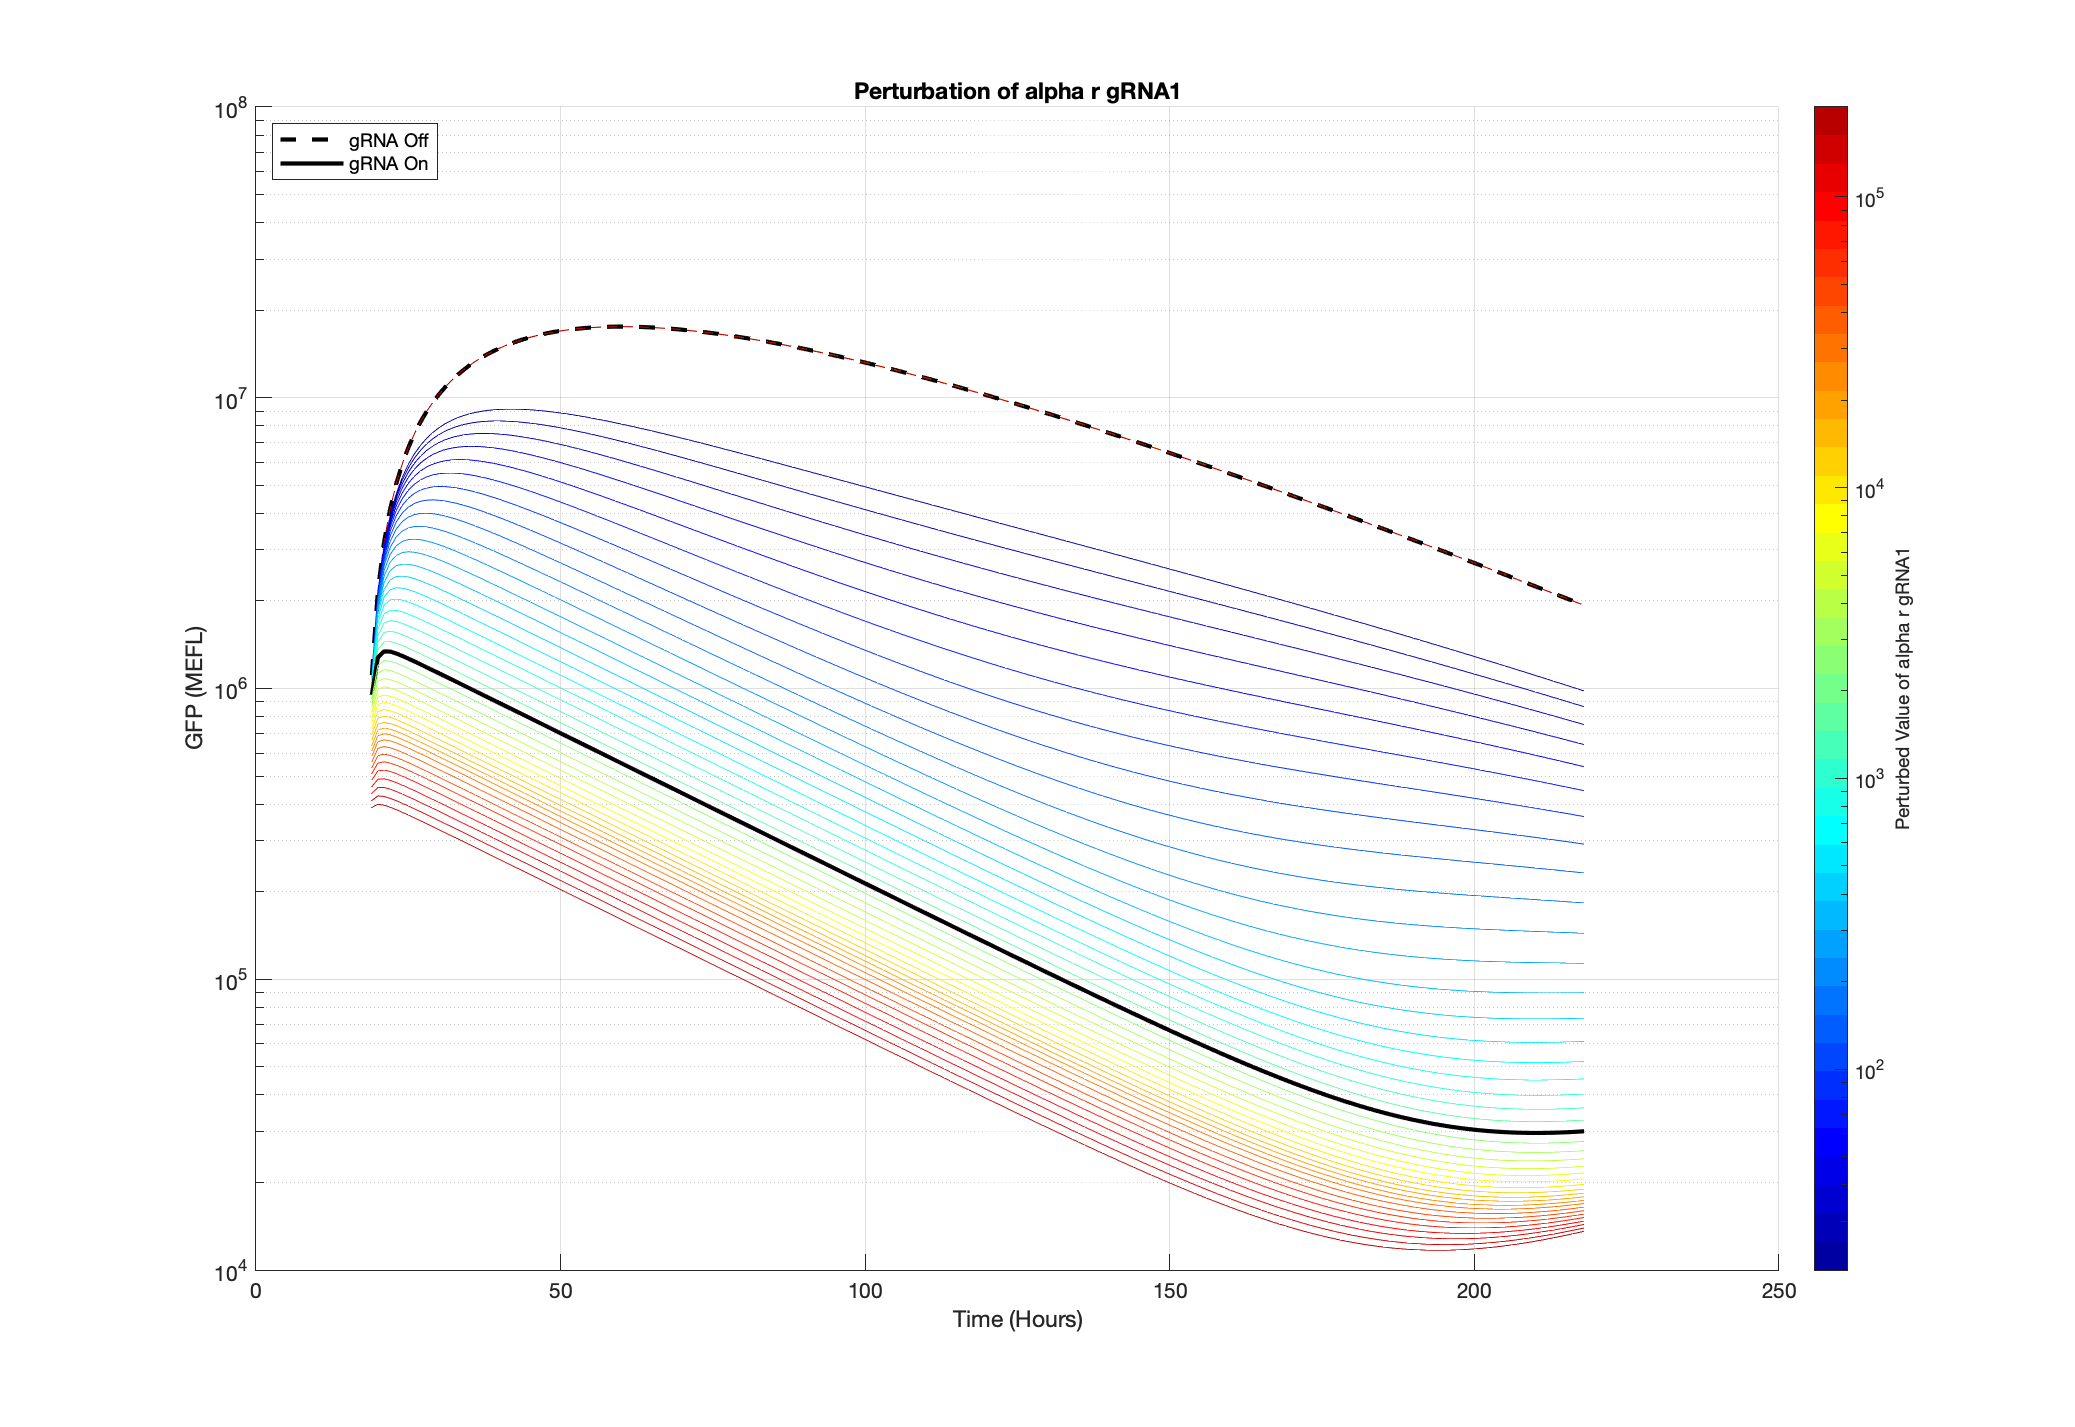 Perturbation of alpha r gRNA1
gRNA Off
gRNA On
10^8
10^7
10^6
10^5
10^4
GFP (MEFL)
0 50 100 150 200 250
Time (Hours)
10^5
10^4
10^3
10^2
Perturbed Value of alpha r gRNA1